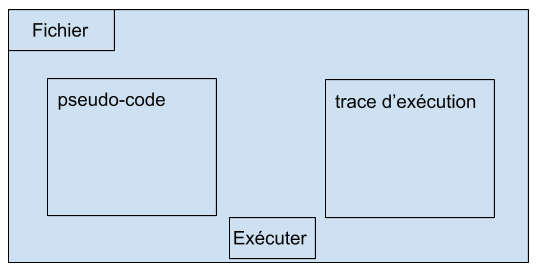 Fichier
pseudo-code
trace d’exécution
Exécuter